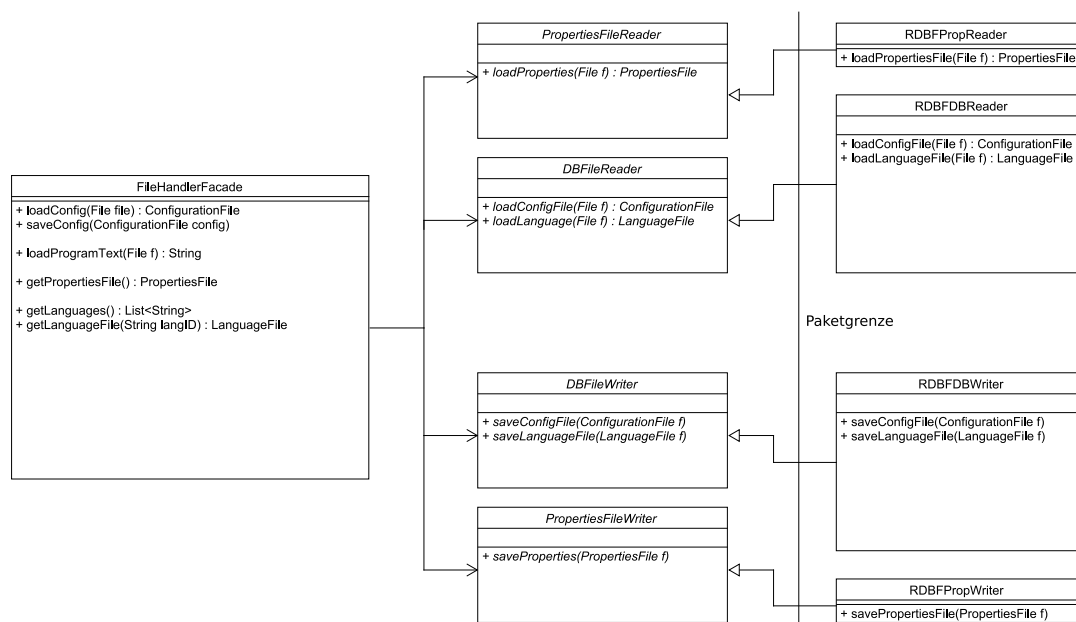 FileHandlerFacade
+ loadConfig(File file) : ConfigurationFile
+ saveConfig(ConfigurationFile config)
+ loadProgramText(File f) : String
+ getPropertiesFile() : PropertiesFile
+ getLanguages() : List<String>
+ getLanguageFile(String langID) : LanguageFile
PropertiesFileReader
+ loadProperties(File f) : PropertiesFile
DBFileReader
+ loadConfigFile(File f) : ConfigurationFile
+ loadLanguage(File f) : LanguageFile
DBFileWriter
+ saveConfigFile(ConfigurationFile f)
+ saveLanguageFile(LanguageFile f)
PropertiesFileWriter
+ saveProperties(PropertiesFile f)
Paketgrenze
RDBFPropReader
+ loadPropertiesFile(File f) : PropertiesFile
RDBFDBReader
+ loadConfigFile(File f) : ConfigurationFile
+ loadLanguageFile(File f) : LanguageFile
RDBFDBWriter
+ saveConfigFile(ConfigurationFile f)
+ saveLanguageFile(LanguageFile f)
RDBFPropWriter
+ savePropertiesFile(PropertiesFile f)